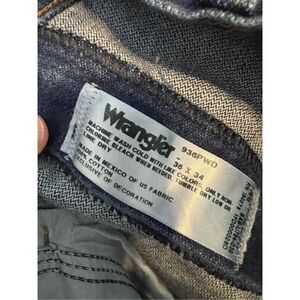 Wrangler
936PWD
36 X 34
MACHINE WASH COLD WITH LIKE COLORS. ONLY NON-
CHLORINE BLEACH WHEN NEEDED. TUMBLE DRY LOW OR
LINE DRY
MADE IN MEXICO OF US FABRIC
100% COTTON
EXCLUSIVE OF DECORATION